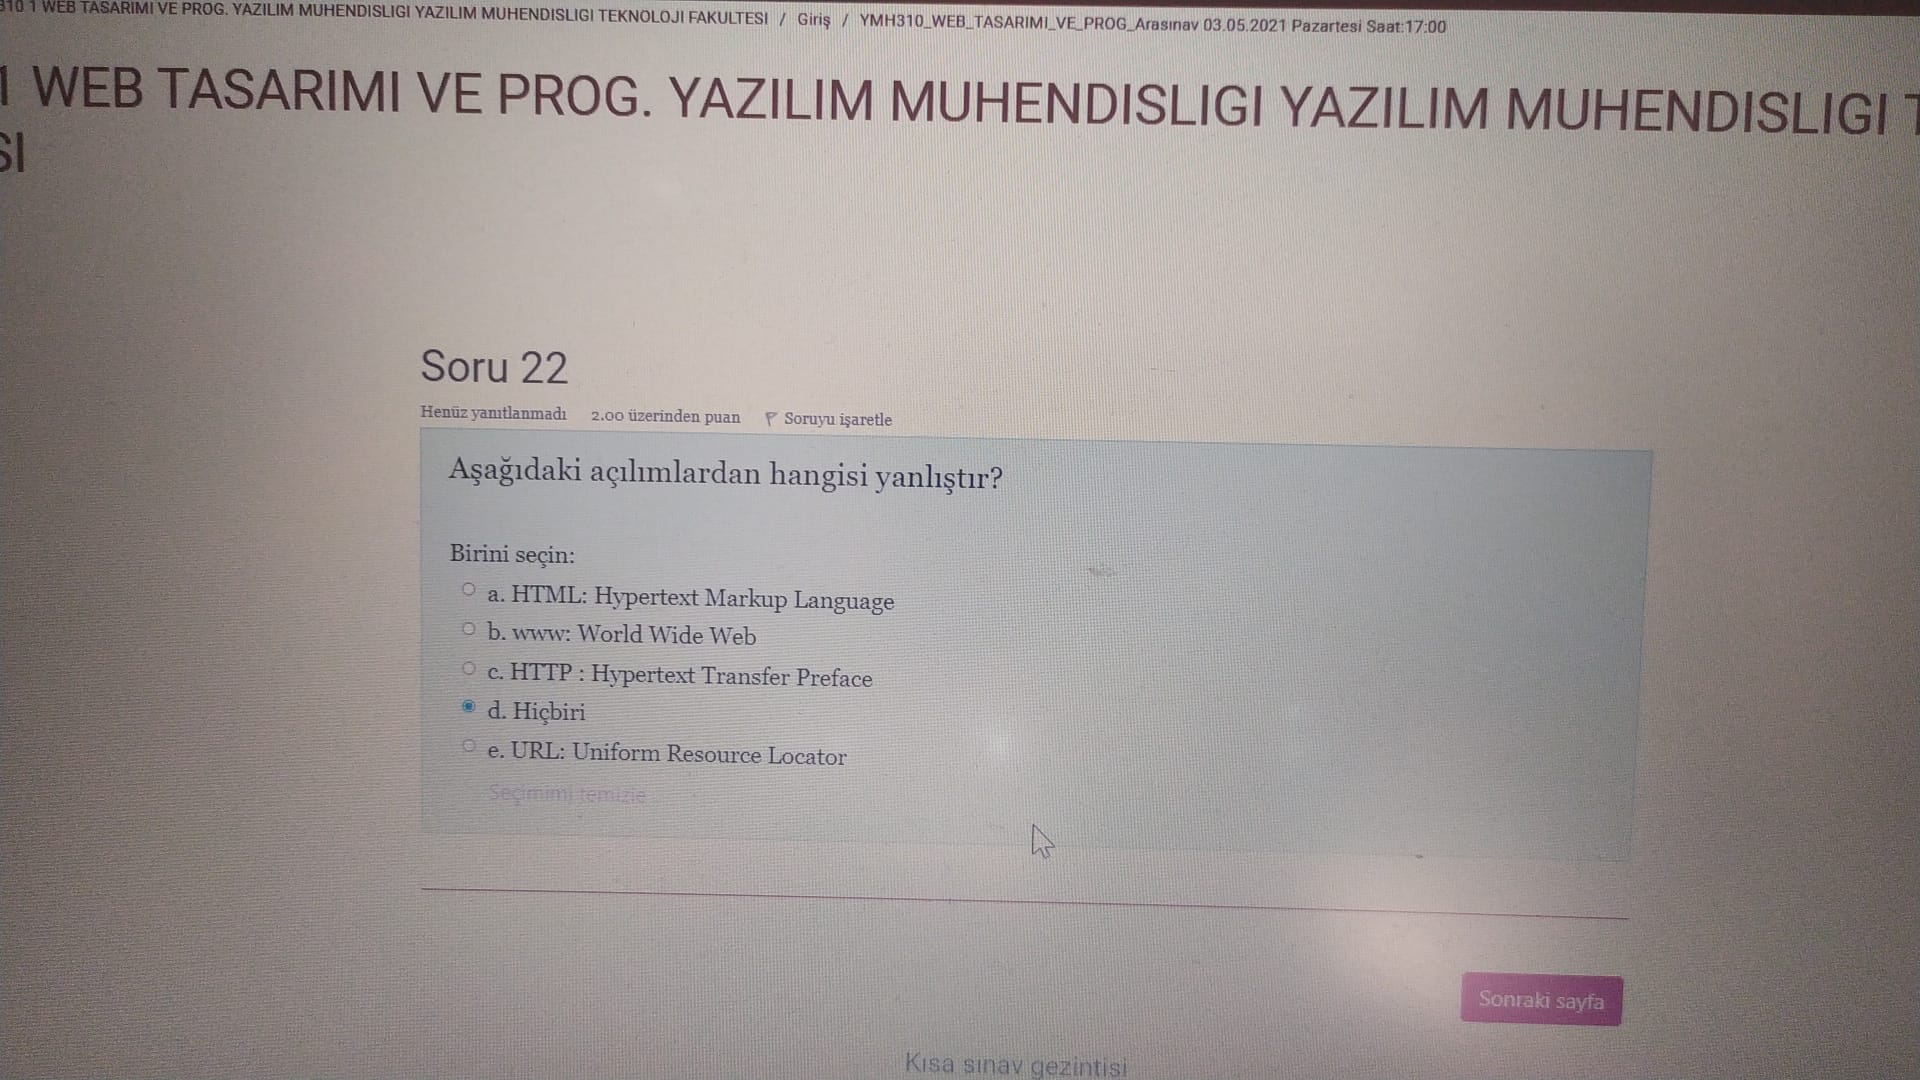 310 1 WEB TASARIMI VE PROG. YAZILIM MUHENDISLIGI YAZILIM MUHENDISLIGI TEKNOLOJI FAKULTESI / Giriş / YMH310_WEB_TASARIMI_VE_PROG_Arasınav 03.05.2021 Pazartesi Saat:17:00
1 WEB TASARIMI VE PROG. YAZILIM MUHENDISLIGI YAZILIM MUHENDISLIGI T
SI
Soru 22
Henüz yanıtlanmadı 2.00 üzerinden puan Soruyu işaretle
Aşağıdaki açılımlardan hangisi yanlıştır?
Birini seçin:
a. HTML: Hypertext Markup Language
b. www: World Wide Web
c. HTTP : Hypertext Transfer Preface
d. Hiçbiri
e. URL: Uniform Resource Locator
Seçimimi temizle
Sonraki sayfa
Kısa sınav gezintisi